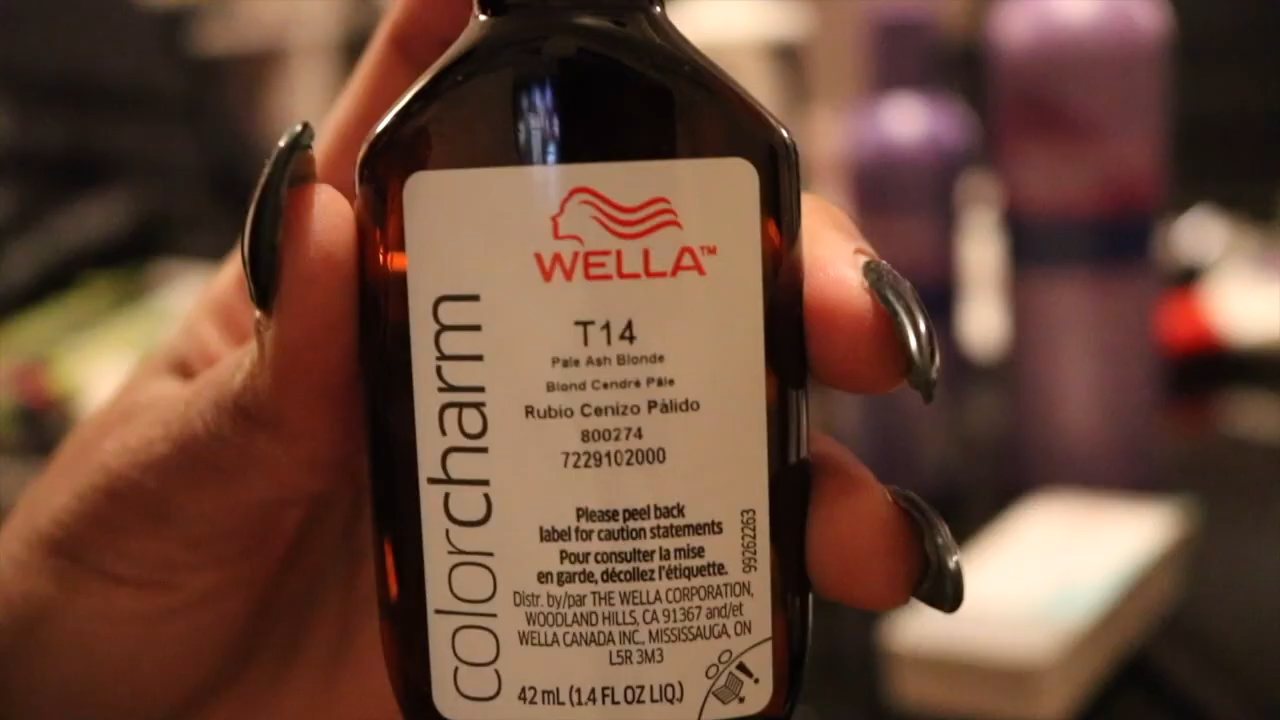 WELLA™
colorcharm
T14
Pale Ash Blonde
Blond Cendré Pâle
Rubio Cenizo Pálido
800274
7229102000
Please peel back
label for caution statements
Pour consulter la mise
en garde, décollez l'étiquette.
99262263
Distr. by/par THE WELLA CORPORATION,
WOODLAND HILLS, CA 91367 and/et
WELLA CANADA INC., MISSISSAUGA, ON
L5R 3M3
42 mL (1.4 FL OZ LIQ.)